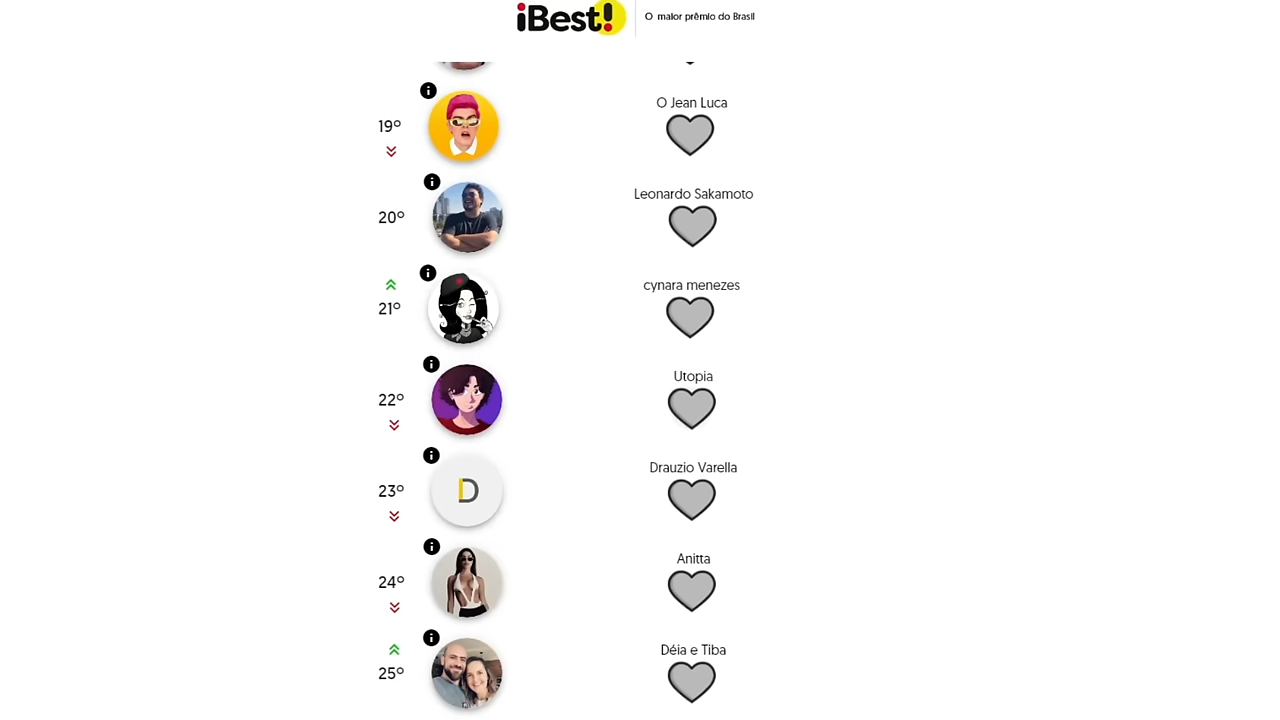 iBest!
O maior prêmio do Brasil
O Jean Luca
19º
Leonardo Sakamoto
20º
cynara menezes
21º
Utopia
22º
Drauzio Varella
23º
D
Anitta
24º
Déia e Tiba
25º